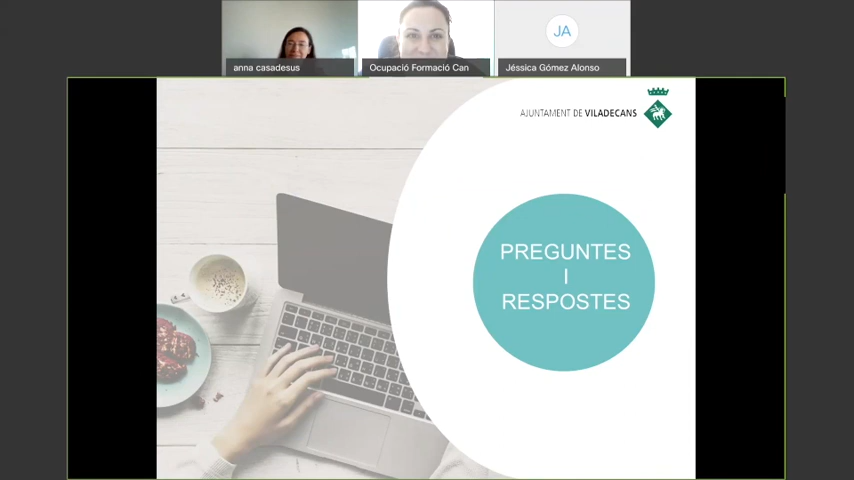 anna casadesus
Ocupació Formació Can
JA
Jéssica Gómez Alonso
AJUNTAMENT DE VILADECANS
PREGUNTES
I
RESPOSTES